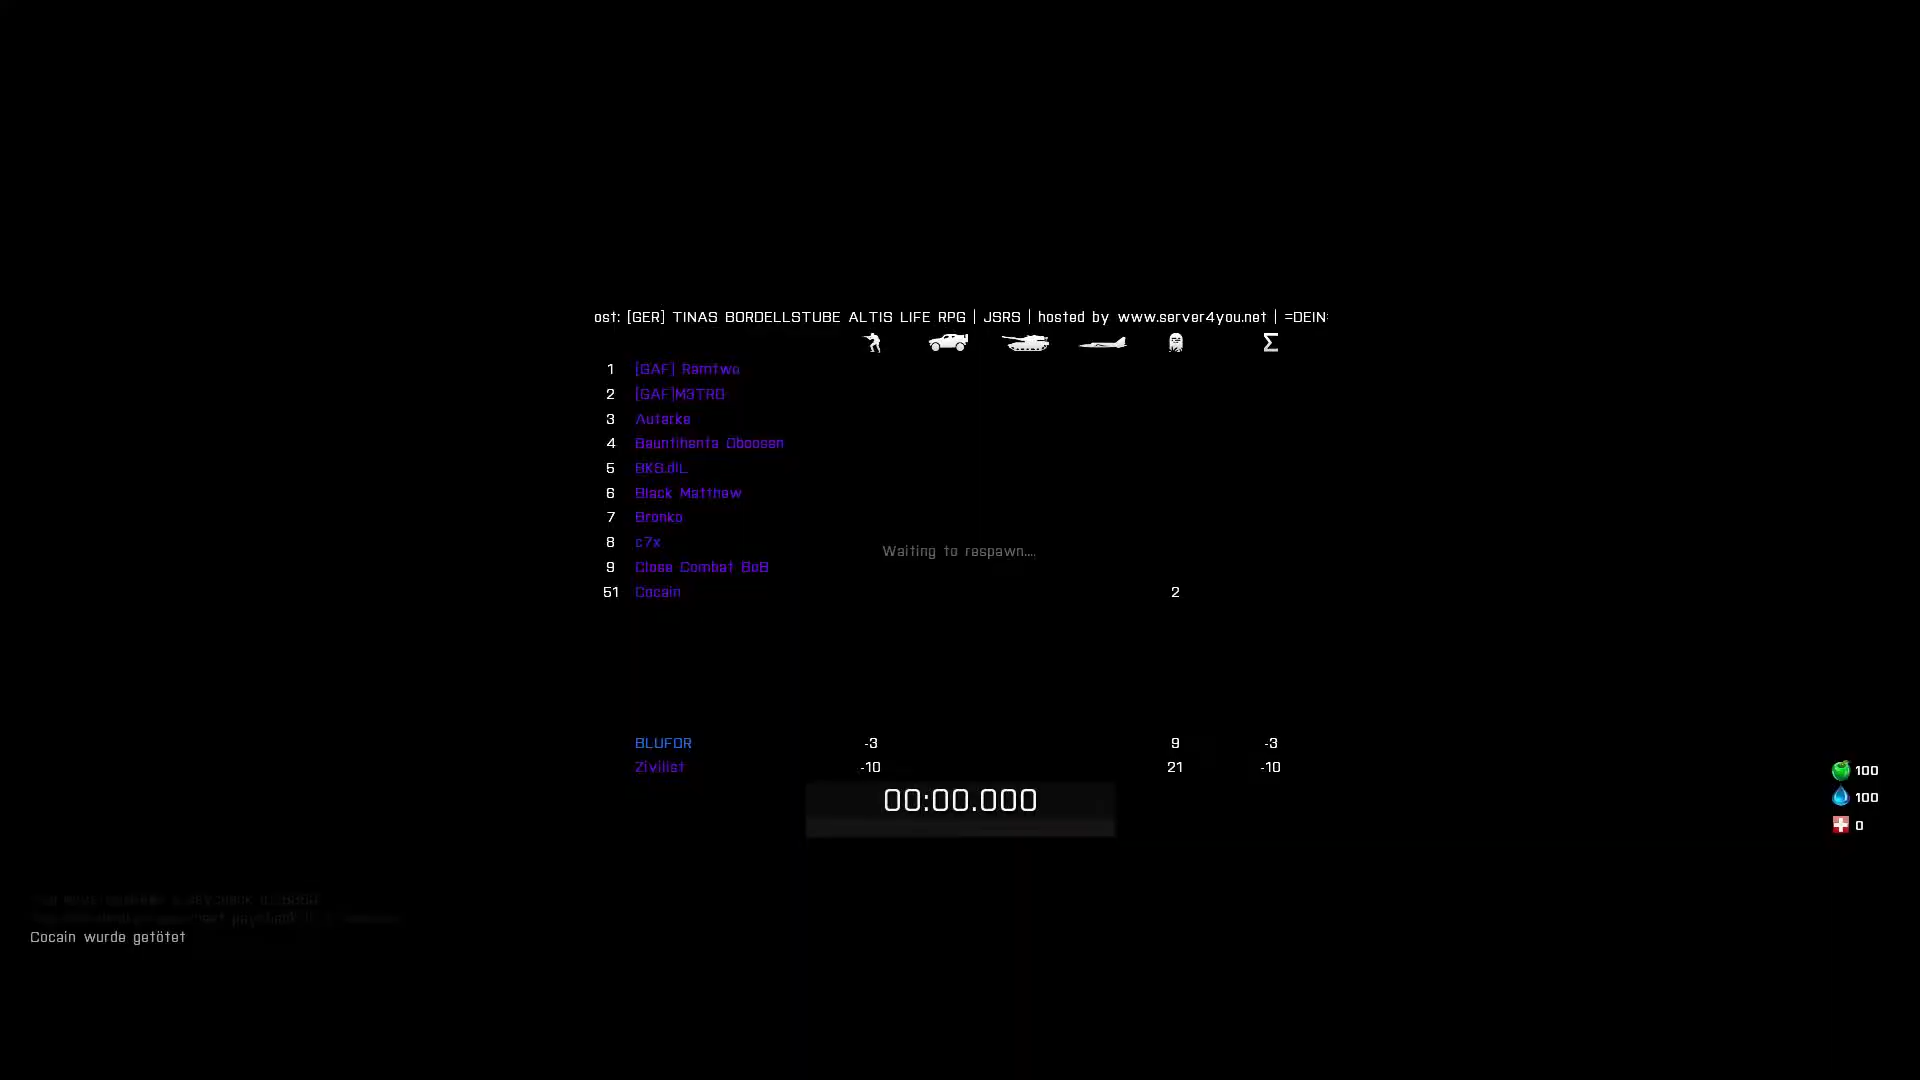 ost: [GER] TINAS BORDELLSTUBE ALTIS LIFE RPG | JSRS | hosted by www.server4you.net | =DEIN
Σ
1 [GAF] Ramtwo
2 [GAF]M3TRO
3 Autarke
4 Bauntihanta Oboosen
5 BKS.dlL
6 Black Matthew
7 Bronko
8 c7x
Waiting to respawn....
9 Close Combat BoB
51 Cocain 2
BLUFOR -3 9 -3
Zivilist -10 21 -10
00:00.000
100
100
0
Cocain wurde getötet